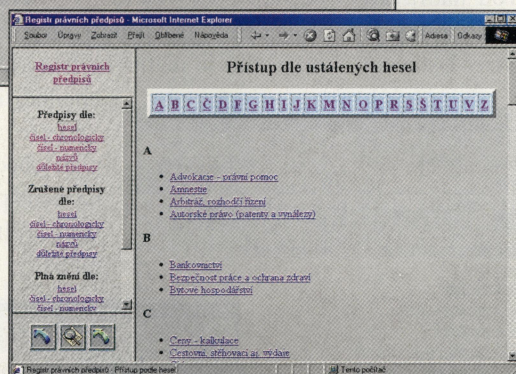 Registr právních předpisů - Microsoft Internet Explorer
Soubor Úpravy Zobrazit Přejít Oblíbené Nápověda Adresa Odkazy
Registr právních
předpisů
Předpisy dle:
hesel
čísel - chronologicky
čísel - numericky
názvů
důležité předpisy
Zrušené předpisy
dle:
hesel
čísel - chronologicky
čísel - numericky
názvů
důležité předpisy
Plná znění dle:
hesel
čísel - chronologicky
čísel - numericky
Přístup dle ustálených hesel
A B C Č D E G H I J K M N O P R S Š T U V Z
A
Advokacie - právní pomoc
Amnestie
Arbitráž, rozhodčí řízení
Autorské právo (patenty a vynálezy)
B
Bankovnictví
Bezpečnost práce a ochrana zdraví
Bytové hospodářství
C
Ceny - kalkulace
Cestovní, stěhovací aj. výdaje
Registr právních předpisů - Přístup podle hesel
Tento počítač